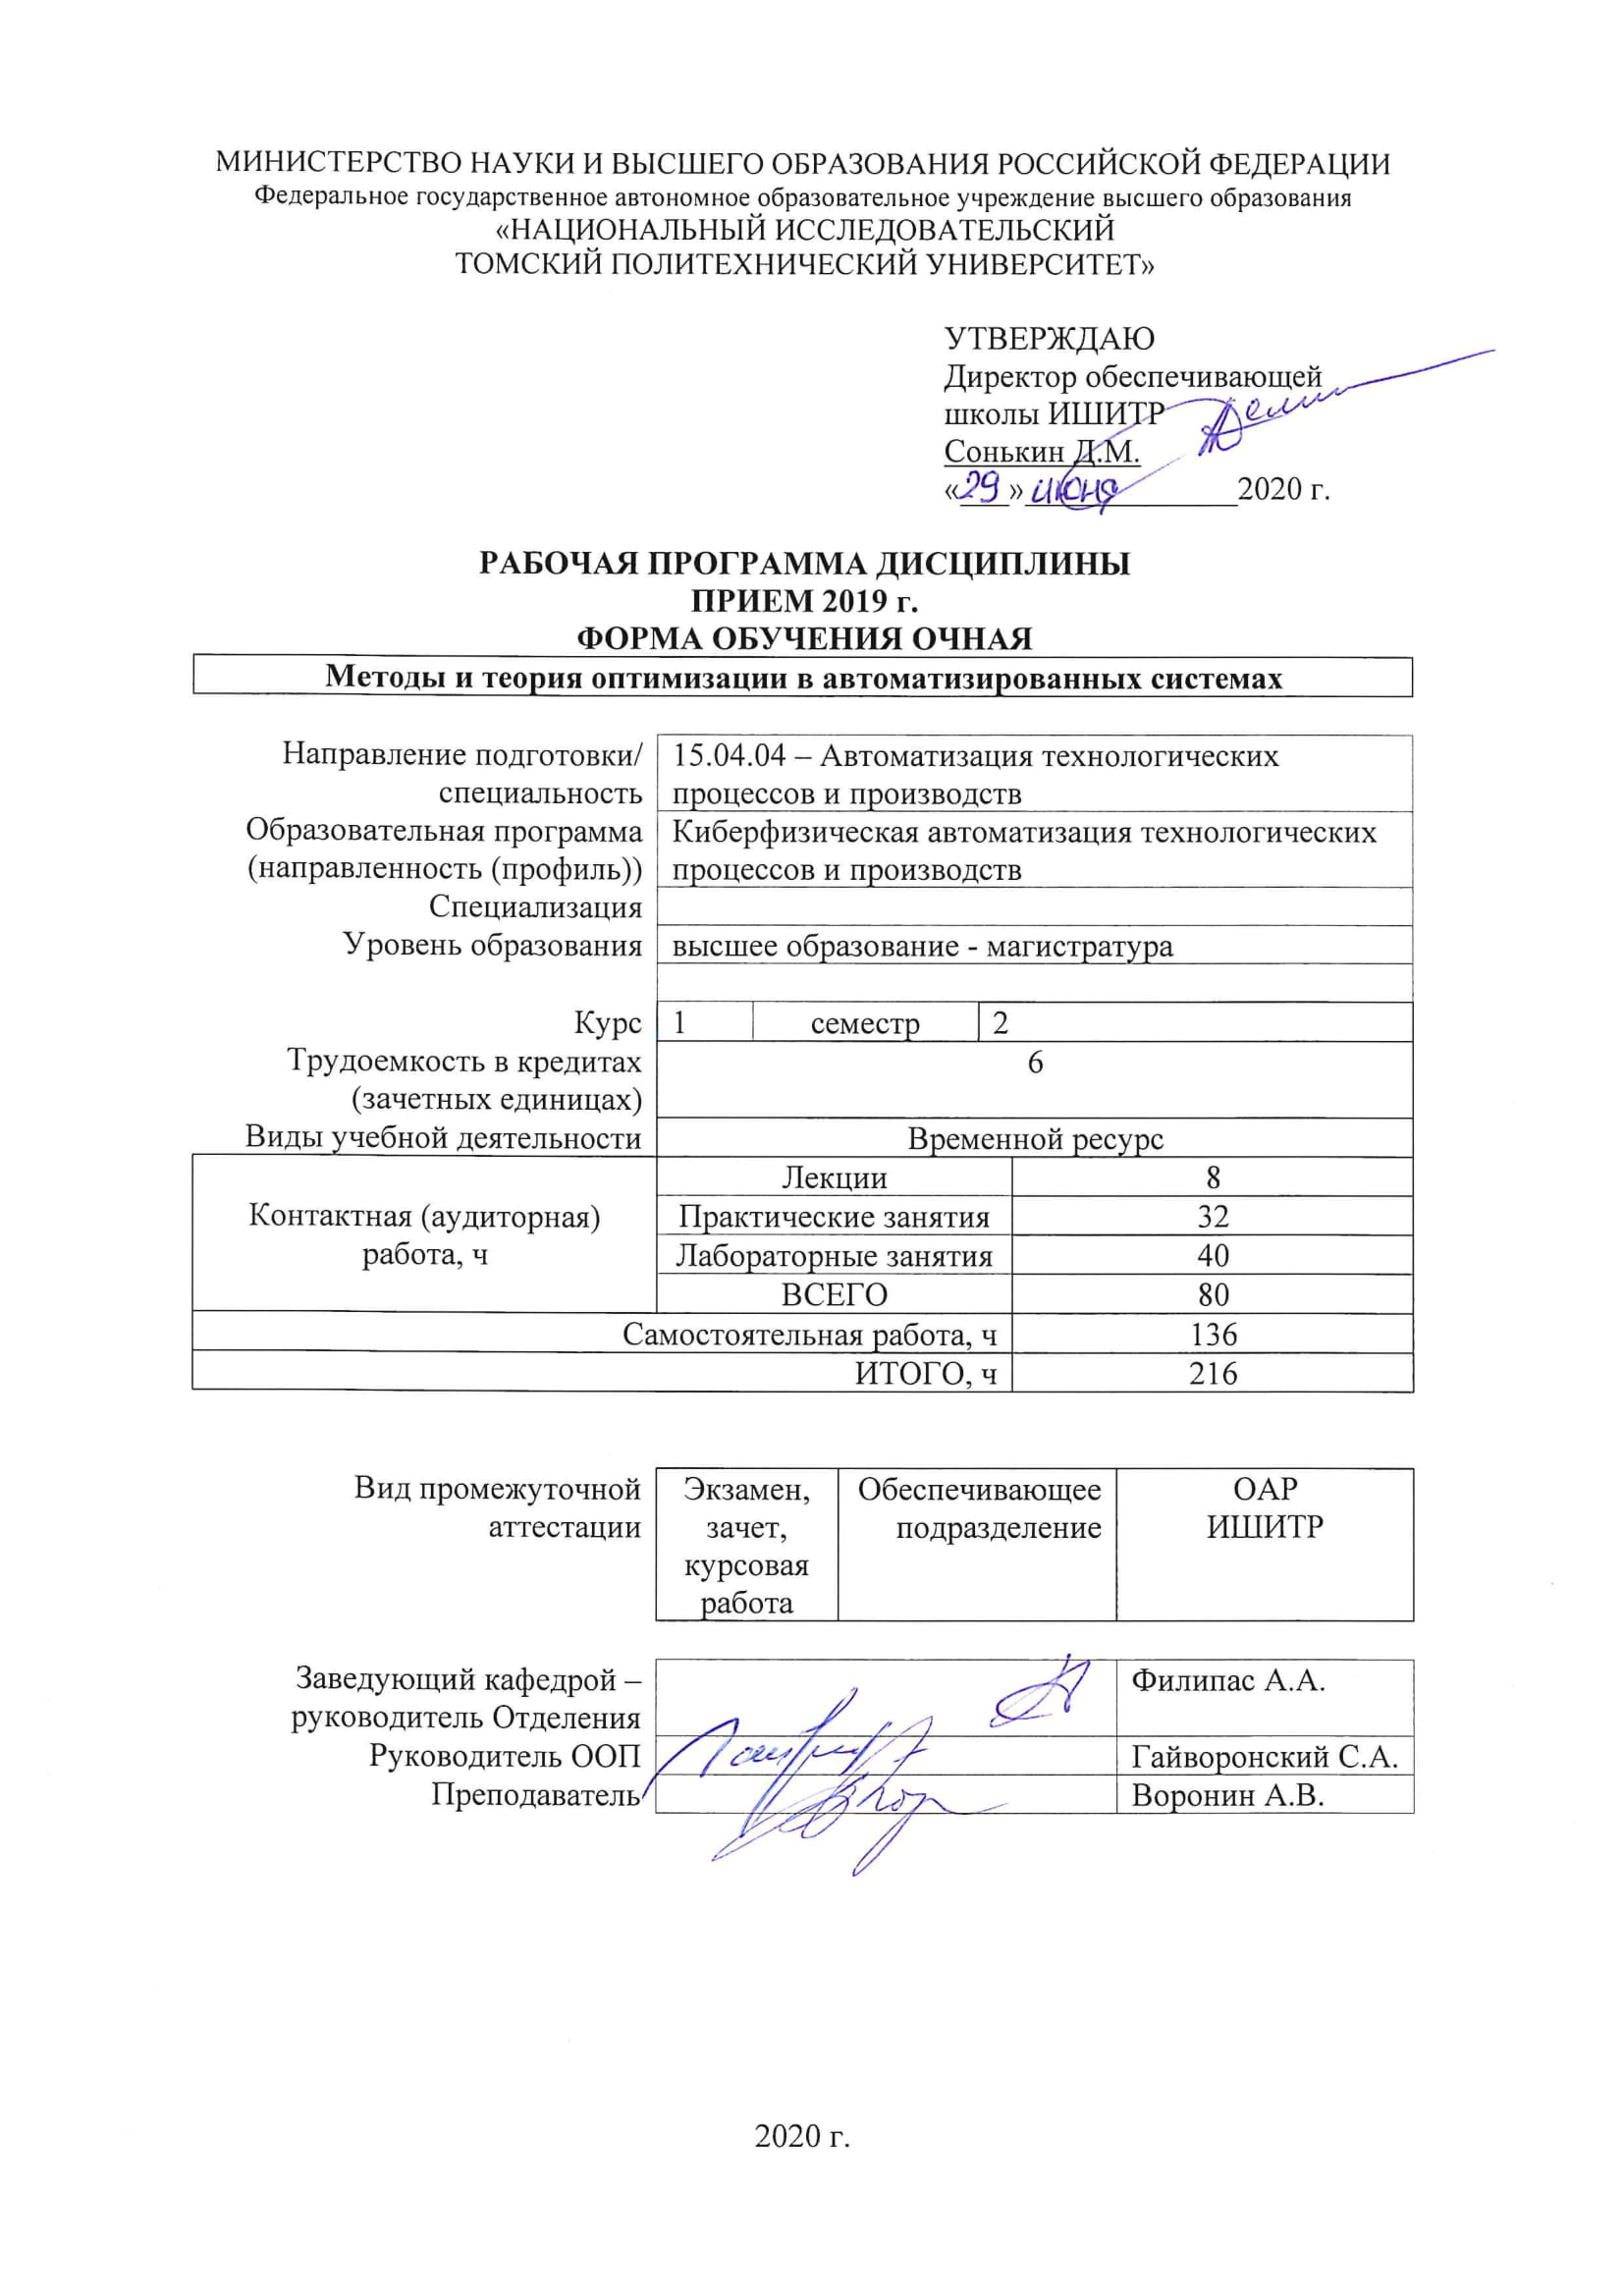 МИНИСТЕРСТВО НАУКИ И ВЫСШЕГО ОБРАЗОВАНИЯ РОССИЙСКОЙ ФЕДЕРАЦИИ
Федеральное государственное автономное образовательное учреждение высшего образования
«НАЦИОНАЛЬНЫЙ ИССЛЕДОВАТЕЛЬСКИЙ
ТОМСКИЙ ПОЛИТЕХНИЧЕСКИЙ УНИВЕРСИТЕТ»
УТВЕРЖДАЮ
Директор обеспечивающей
школы ИШИТР
Сонькин Д.М.
«29» июня 2020 г.
РАБОЧАЯ ПРОГРАММА ДИСЦИПЛИНЫ
ПРИЕМ 2019 г.
ФОРМА ОБУЧЕНИЯ ОЧНАЯ
Методы и теория оптимизации в автоматизированных системах
Направление подготовки/ 15.04.04 – Автоматизация технологических
специальность процессов и производств
Образовательная программа Киберфизическая автоматизация технологических
(направленность (профиль)) процессов и производств
Специализация
Уровень образования высшее образование - магистратура
Курс 1 семестр 2
Трудоемкость в кредитах 6
(зачетных единицах)
Виды учебной деятельности Временной ресурс
Лекции 8
Контактная (аудиторная) Практические занятия 32
работа, ч Лабораторные занятия 40
ВСЕГО 80
Самостоятельная работа, ч 136
ИТОГО, ч 216
Вид промежуточной Экзамен, Обеспечивающее ОАР
аттестации зачет, подразделение ИШИТР
курсовая
работа
Заведующий кафедрой – Филипас А.А.
руководитель Отделения
Руководитель ООП Гайворонский С.А.
Преподаватель Воронин А.В.
2020 г.